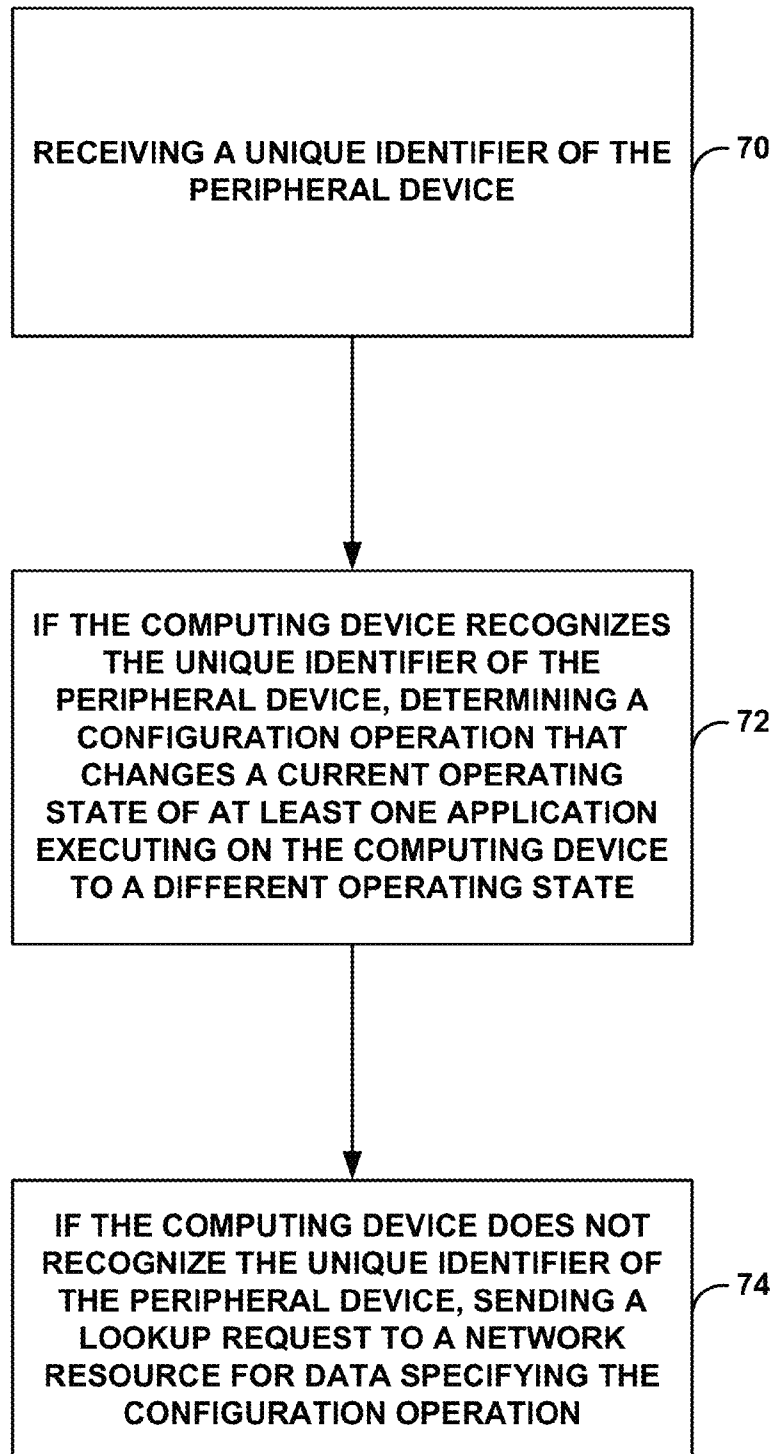 RECEIVING A UNIQUE IDENTIFIER OF THE
PERIPHERAL DEVICE
70
IF THE COMPUTING DEVICE RECOGNIZES
THE UNIQUE IDENTIFIER OF THE
PERIPHERAL DEVICE, DETERMINING A
CONFIGURATION OPERATION THAT
CHANGES A CURRENT OPERATING
STATE OF AT LEAST ONE APPLICATION
EXECUTING ON THE COMPUTING DEVICE
TO A DIFFERENT OPERATING STATE
72
IF THE COMPUTING DEVICE DOES NOT
RECOGNIZE THE UNIQUE IDENTIFIER OF
THE PERIPHERAL DEVICE, SENDING A
LOOKUP REQUEST TO A NETWORK
RESOURCE FOR DATA SPECIFYING THE
CONFIGURATION OPERATION
74